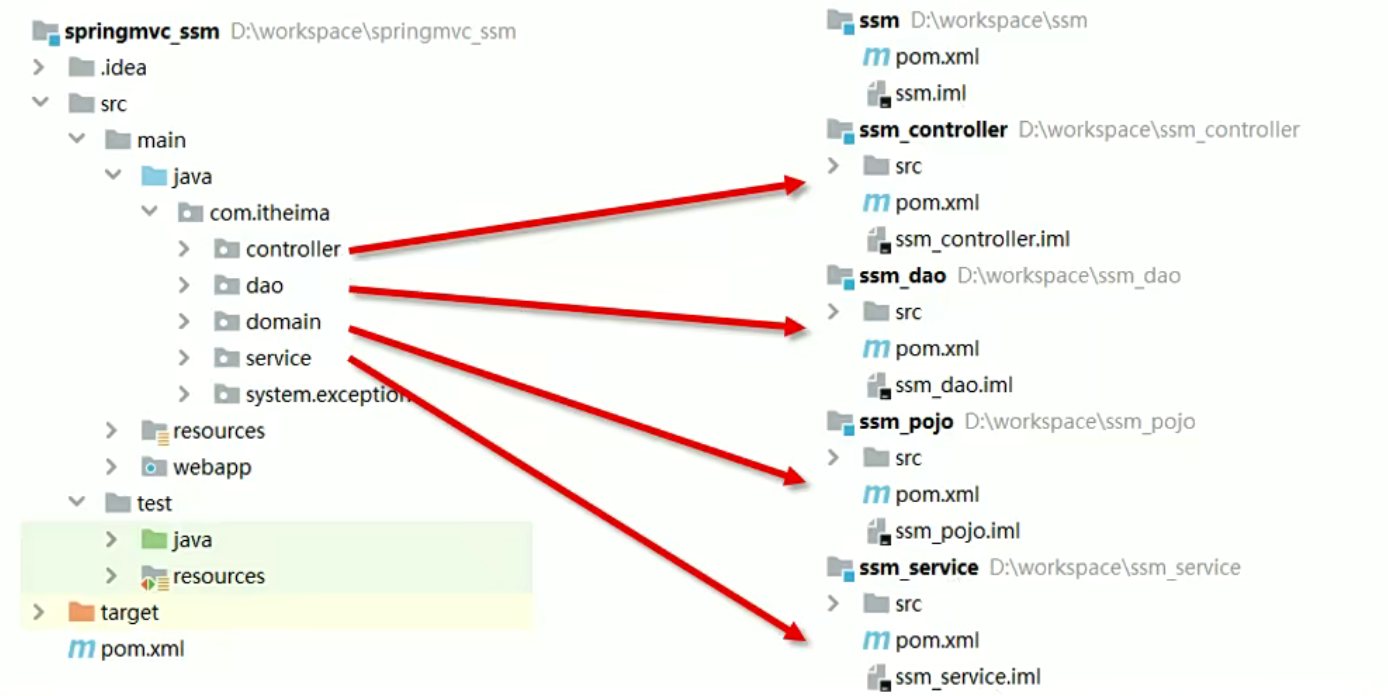 springmvc_ssm D:\workspace\springmvc_ssm
.idea
src
main
java
com.itheima
controller
dao
domain
service
system.exception
resources
webapp
test
java
resources
target
pom.xml
ssm D:\workspace\ssm
pom.xml
ssm.iml
ssm_controller D:\workspace\ssm_controller
src
pom.xml
ssm_controller.iml
ssm_dao D:\workspace\ssm_dao
src
pom.xml
ssm_dao.iml
ssm_pojo D:\workspace\ssm_pojo
src
pom.xml
ssm_pojo.iml
ssm_service D:\workspace\ssm_service
src
pom.xml
ssm_service.iml